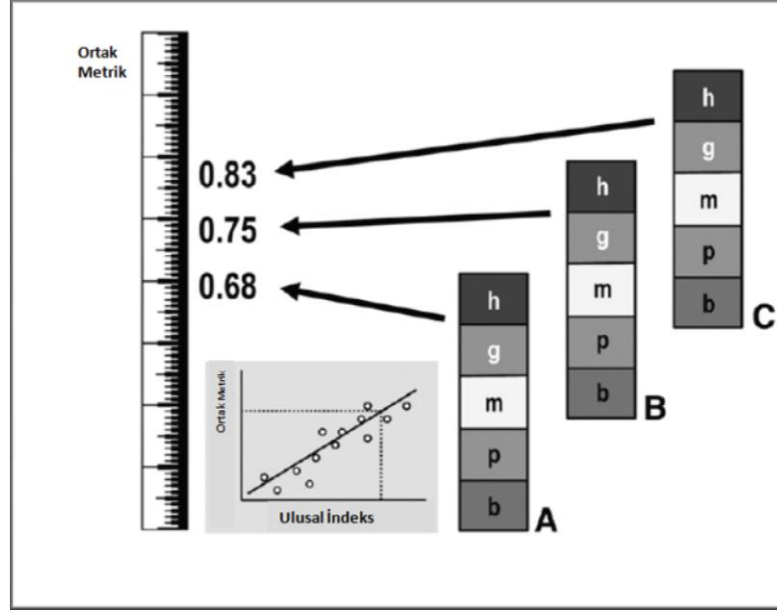 Ortak
Metrik
0.83
0.75
0.68
h
g
m
p
b
C
h
g
m
p
b
B
h
g
m
p
b
A
Ortak Metrik
Ulusal İndeks